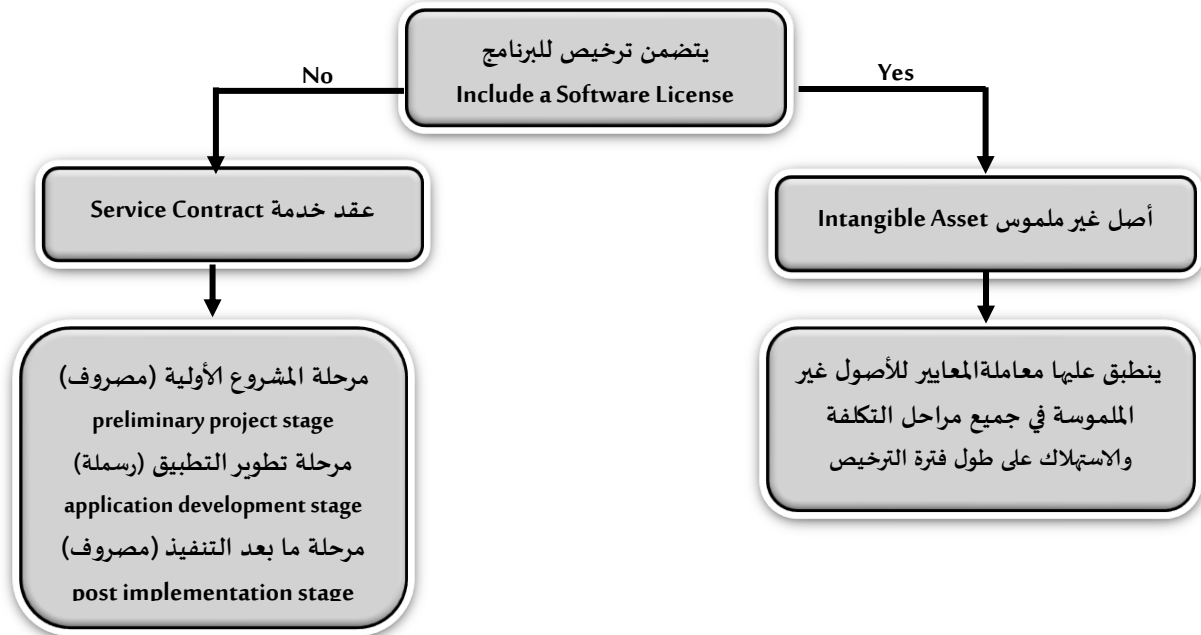 يتضمن ترخيص للبرنامج
Include a Software License
No
Yes
عقد خدمة Service Contract
أصل غير ملموس Intangible Asset
مرحلة المشروع الأولية (مصروف)
preliminary project stage
مرحلة تطوير التطبيق (رسملة)
application development stage
مرحلة ما بعد التنفيذ (مصروف)
post implementation stage
ينطبق عليها معاملةالمعايير للأصول غير
الملموسة في جميع مراحل التكلفة
والاستهلاك على طول فترة الترخيص